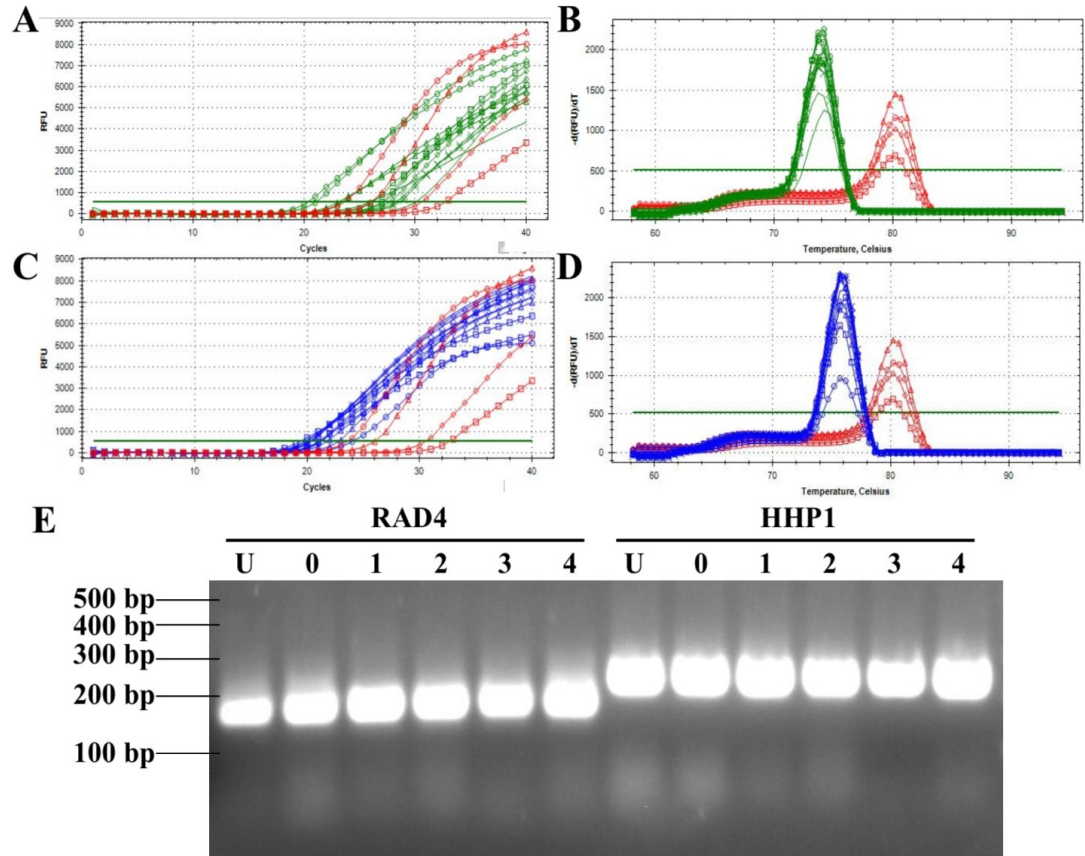 A
B
9000
8000
7000
6000
5000
4000
3000
2000
1000
0
RFU
0
10
20
30
40
Cycles
2000
1500
1000
500
0
-d(RFU)/dT
60
70
80
90
Temperature, Celsius
C
D
9000
8000
7000
6000
5000
4000
3000
2000
1000
0
RFU
0
10
20
30
40
Cycles
2000
1500
1000
500
0
-d(RFU)/dT
60
70
80
90
Temperature, Celsius
E
RAD4 HHP1
U 0 1 2 3 4 U 0 1 2 3 4
500 bp
400 bp
300 bp
200 bp
100 bp